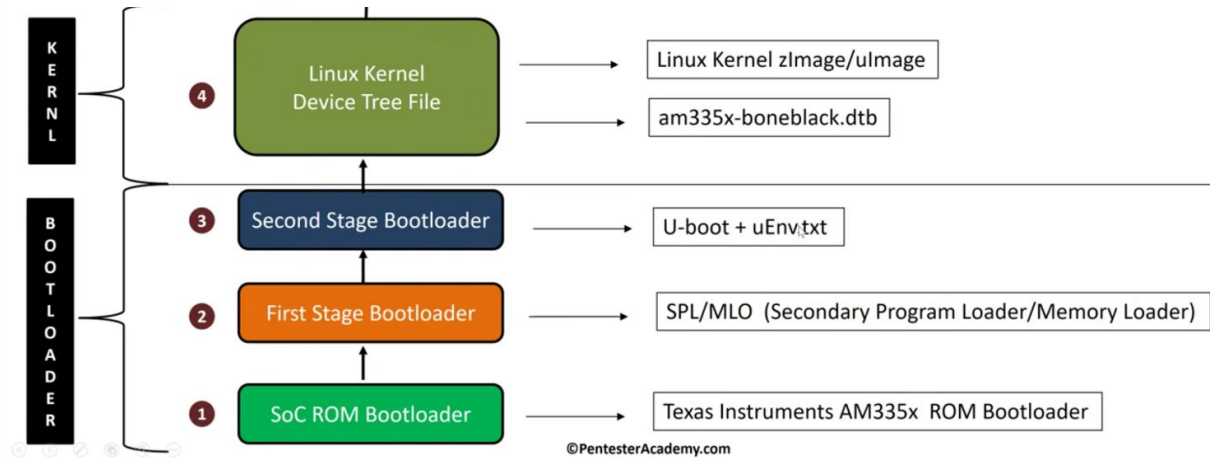 KERNL
Linux Kernel
Device Tree File
4
Linux Kernel zImage/uImage
am335x-boneblack.dtb
BOOTLOADER
3
Second Stage Bootloader
U-boot + uEnv.txt
2
First Stage Bootloader
SPL/MLO (Secondary Program Loader/Memory Loader)
1
SoC ROM Bootloader
Texas Instruments AM335x ROM Bootloader
©PentesterAcademy.com